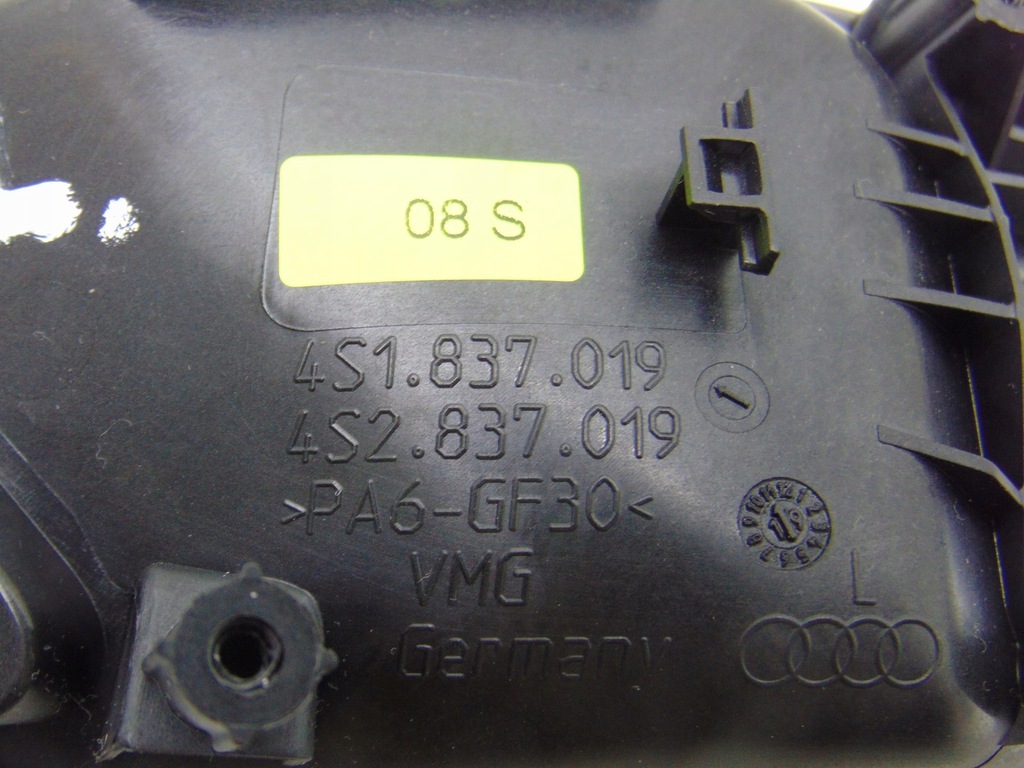 08 S
4S1.837.019
4S2.837.019
>PA6-GF30<
VMG
L
Germany